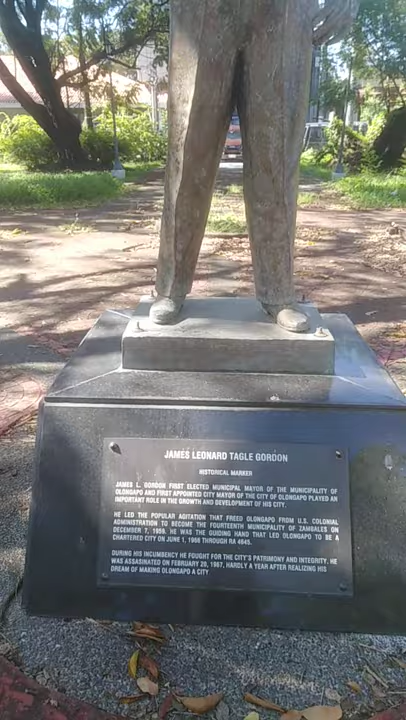 JAMES LEONARD TAGLE GORDON
HISTORICAL MARKER
JAMES L. GORDON FIRST ELECTED MUNICIPAL MAYOR OF THE MUNICIPALITY OF
OLONGAPO AND FIRST APPOINTED CITY MAYOR OF THE CITY OF OLONGAPO PLAYED AN
IMPORTANT ROLE IN THE GROWTH AND DEVELOPMENT OF HIS CITY.
HE LED THE POPULAR AGITATION THAT FREED OLONGAPO FROM U.S. COLONIAL
ADMINISTRATION TO BECOME THE FOURTEENTH MUNICIPALITY OF ZAMBALES ON
DECEMBER 7, 1959. HE WAS THE GUIDING HAND THAT LED OLONGAPO TO BE A
CHARTERED CITY ON JUNE 1, 1966 THROUGH RA 4645.
DURING HIS INCUMBENCY HE FOUGHT FOR THE CITY'S PATRIMONY AND INTEGRITY. HE
WAS ASSASINATED ON FEBRUARY 20, 1967, HARDLY A YEAR AFTER REALIZING HIS
DREAM OF MAKING OLONGAPO A CITY